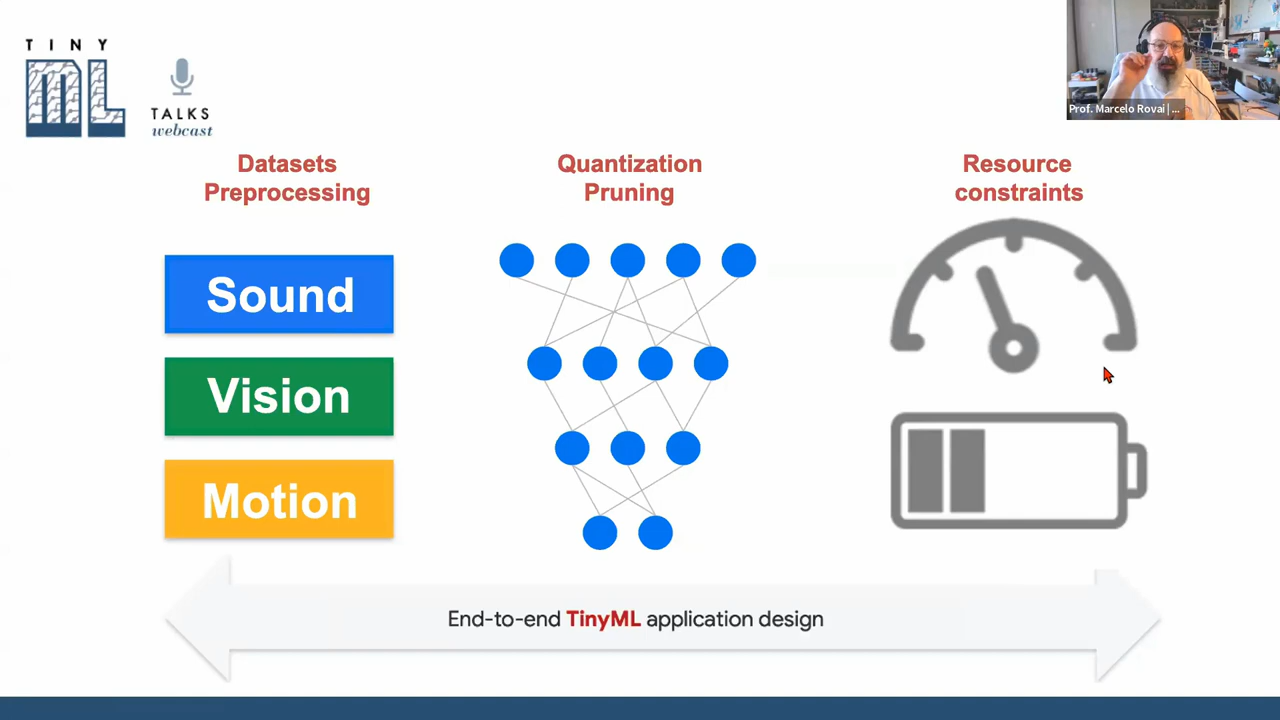 TINY
ML
TALKS
webcast
Prof. Marcelo Rovai | ...
Datasets
Preprocessing
Quantization
Pruning
Resource
constraints
Sound
Vision
Motion
End-to-end TinyML application design